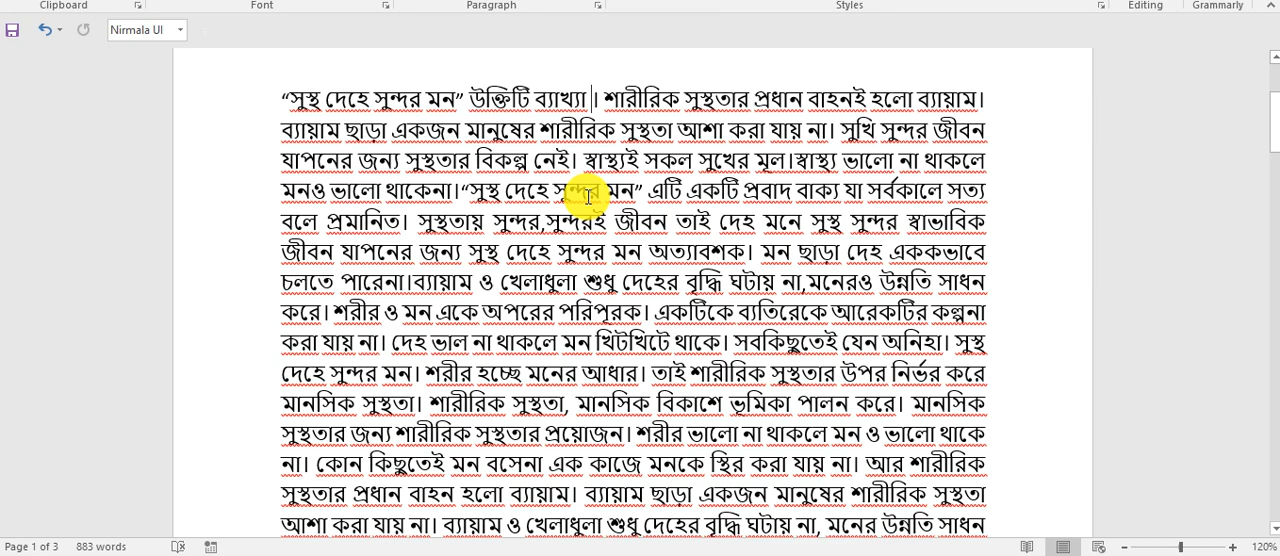 Clipboard Font Paragraph Styles Editing Grammarly
Nirmala UI
“সুস্থ দেহে সুন্দর মন” উক্তিটি ব্যাখ্যা । শারীরিক সুস্থতার প্রধান বাহনই হলো ব্যায়াম।
ব্যায়াম ছাড়া একজন মানুষের শারীরিক সুস্থতা আশা করা যায় না। সুখি সুন্দর জীবন
যাপনের জন্য সুস্থতার বিকল্প নেই। স্বাস্থ্যই সকল সুখের মূল।স্বাস্থ্য ভালো না থাকলে
মনও ভালো থাকেনা।“সুস্থ দেহে সুন্দর মন” এটি একটি প্রবাদ বাক্য যা সর্বকালে সত্য
বলে প্রমানিত। সুস্থতায় সুন্দর,সুন্দরই জীবন তাই দেহ মনে সুস্থ সুন্দর স্বাভাবিক
জীবন যাপনের জন্য সুস্থ দেহে সুন্দর মন অত্যাবশক। মন ছাড়া দেহ এককভাবে
চলতে পারেনা।ব্যায়াম ও খেলাধুলা শুধু দেহের বৃদ্ধি ঘটায় না,মনেরও উন্নতি সাধন
করে। শরীর ও মন একে অপরের পরিপূরক। একটিকে ব্যতিরেকে আরেকটির কল্পনা
করা যায় না। দেহ ভাল না থাকলে মন খিটখিটে থাকে। সবকিছুতেই যেন অনিহা। সুস্থ
দেহে সুন্দর মন। শরীর হচ্ছে মনের আধার। তাই শারীরিক সুস্থতার উপর নির্ভর করে
মানসিক সুস্থতা। শারীরিক সুস্থতা, মানসিক বিকাশে ভূমিকা পালন করে। মানসিক
সুস্থতার জন্য শারীরিক সুস্থতার প্রয়োজন। শরীর ভালো না থাকলে মন ও ভালো থাকে
না। কোন কিছুতেই মন বসেনা এক কাজে মনকে স্থির করা যায় না। আর শারীরিক
সুস্থতার প্রধান বাহন হলো ব্যায়াম। ব্যায়াম ছাড়া একজন মানুষের শারীরিক সুস্থতা
আশা করা যায় না। ব্যায়াম ও খেলাধুলা শুধু দেহের বৃদ্ধি ঘটায় না, মনের উন্নতি সাধন
Page 1 of 3 883 words 120%